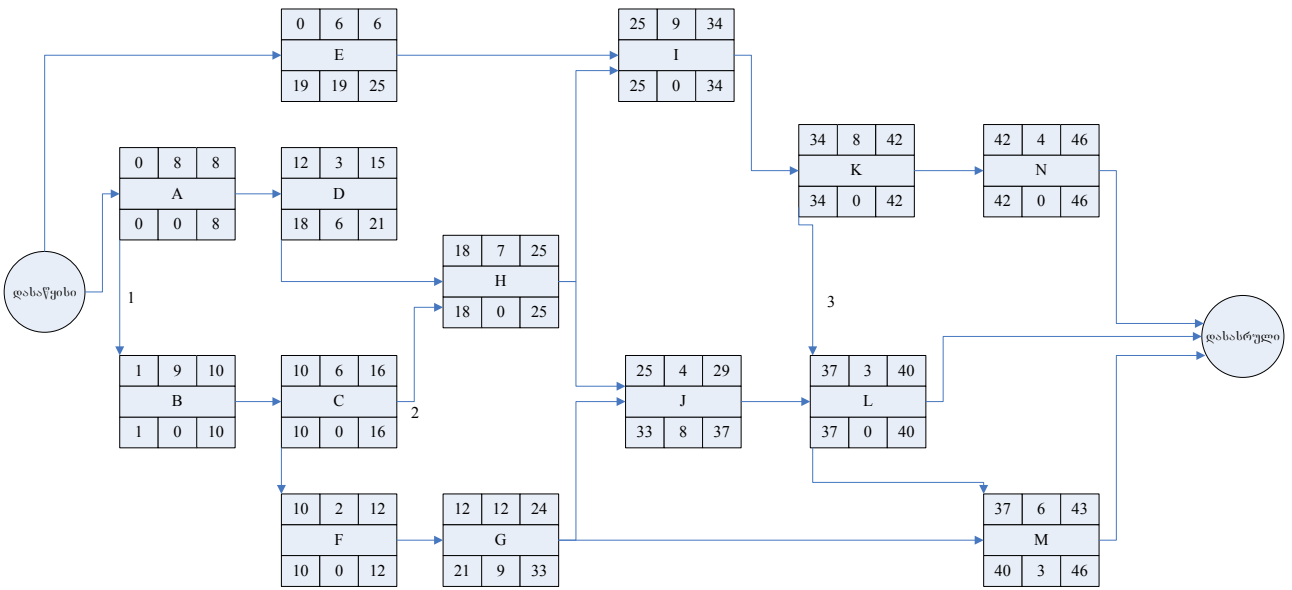 0 6 6
E
19 19 25
25 9 34
I
25 0 34
34 8 42
K
34 0 42
42 4 46
N
42 0 46
0 8 8
A
0 0 8
12 3 15
D
18 6 21
18 7 25
H
18 0 25
დასაწყისი
1
3
დასასრული
1 9 10
B
1 0 10
10 6 16
C
10 0 16
2
25 4 29
J
33 8 37
37 3 40
L
37 0 40
10 2 12
F
10 0 12
12 12 24
G
21 9 33
37 6 43
M
40 3 46